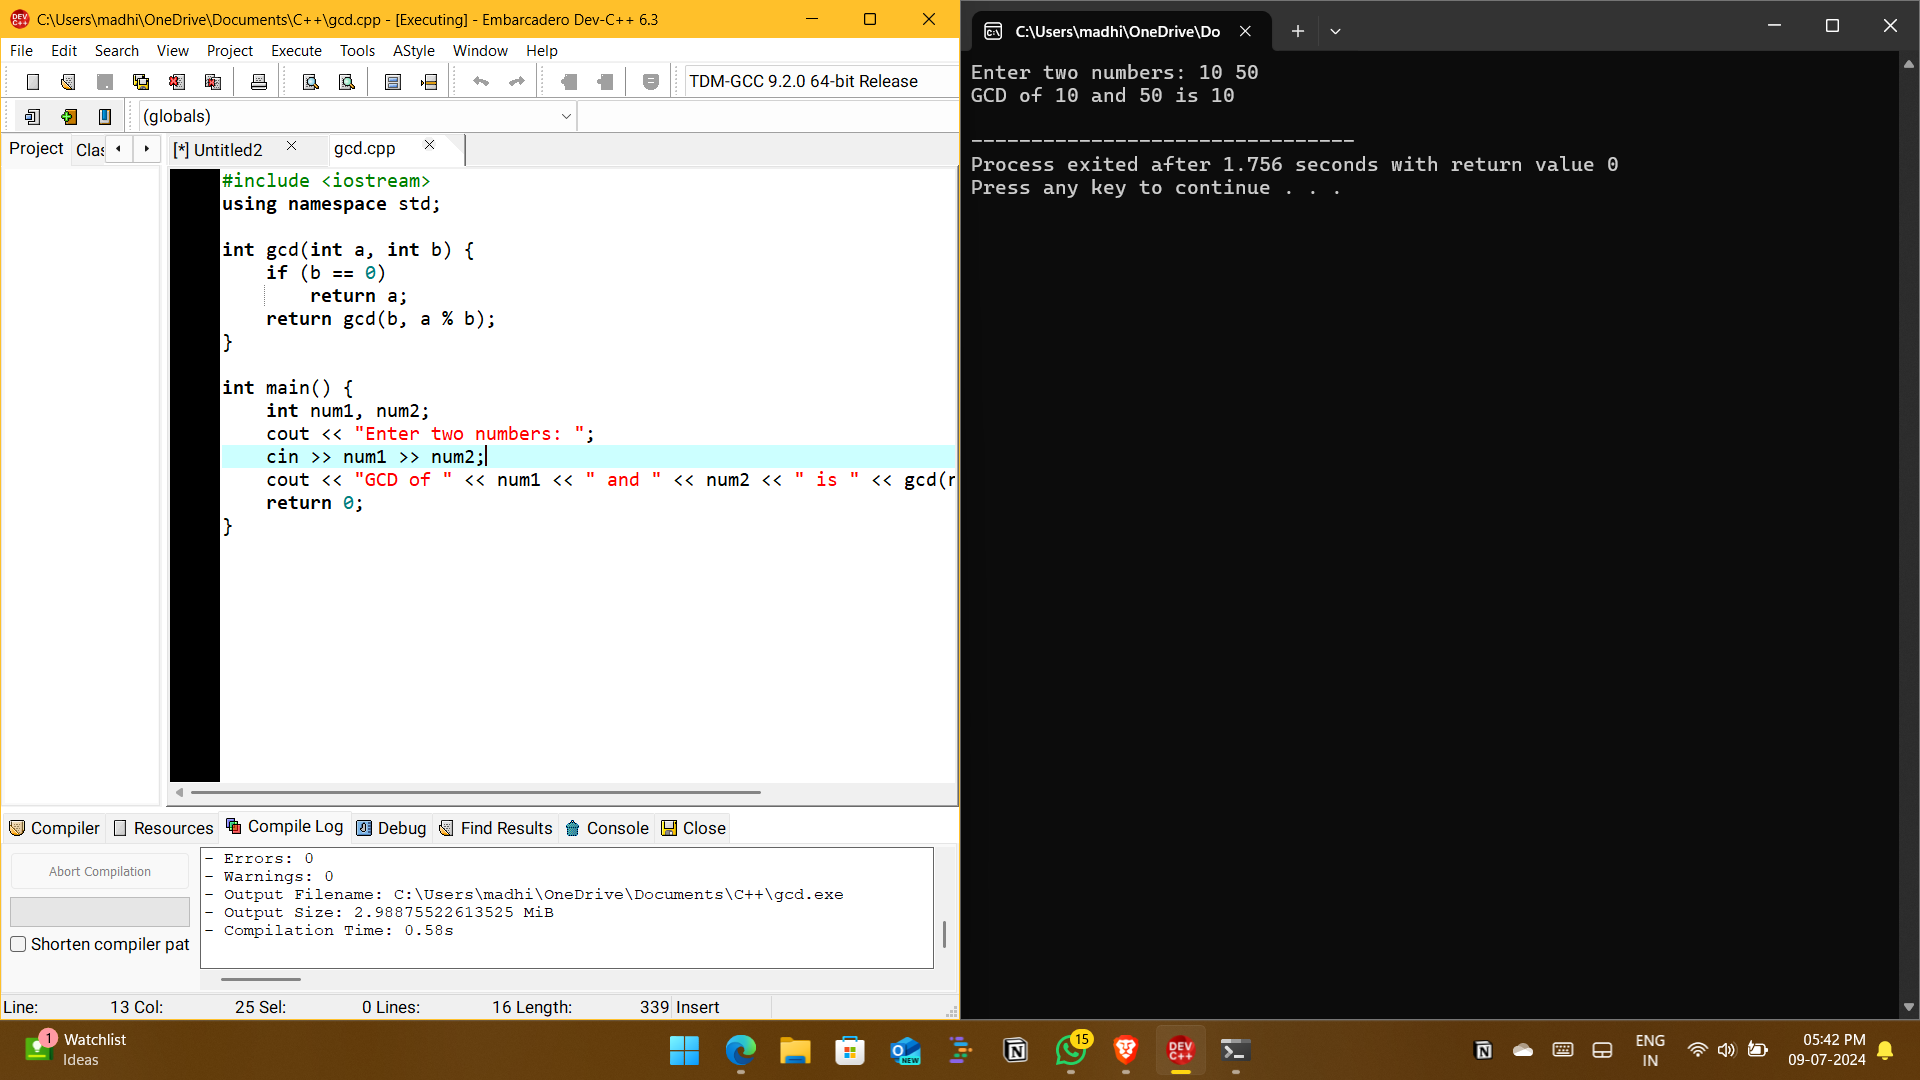 C:\Users\madhi\OneDrive\Documents\C++\gcd.cpp - [Executing] - Embarcadero Dev-C++ 6.3
File Edit Search View Project Execute Tools AStyle Window Help
TDM-GCC 9.2.0 64-bit Release
(globals)
Project Clas
[*] Untitled2 gcd.cpp
#include <iostream>
using namespace std;
int gcd(int a, int b) {
    if (b == 0)
        return a;
    return gcd(b, a % b);
}
int main() {
    int num1, num2;
    cout << "Enter two numbers: ";
    cin >> num1 >> num2;
    cout << "GCD of " << num1 << " and " << num2 << " is " << gcd(
    return 0;
}
Compiler Resources Compile Log Debug Find Results Console Close
Abort Compilation
Shorten compiler pat
- Errors: 0
- Warnings: 0
- Output Filename: C:\Users\madhi\OneDrive\Documents\C++\gcd.exe
- Output Size: 2.98875522613525 MiB
- Compilation Time: 0.58s
Line: 13 Col: 25 Sel: 0 Lines: 16 Length: 339 Insert
C:\Users\madhi\OneDrive\Do
Enter two numbers: 10 50
GCD of 10 and 50 is 10
--------------------------------
Process exited after 1.756 seconds with return value 0
Press any key to continue . . .
1
Watchlist
Ideas
NEW
15
DEV
C++
ENG
IN
05:42 PM
09-07-2024